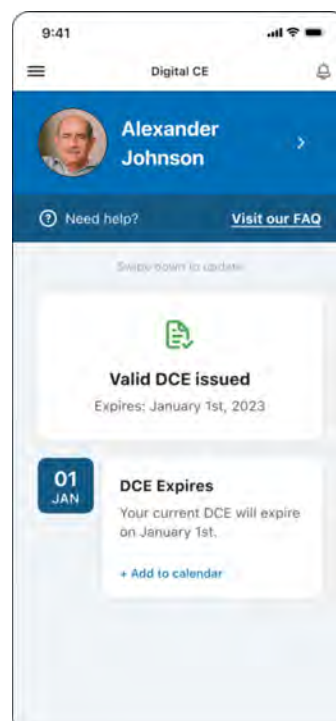 9:41
Digital CE
Alexander
Johnson
Need help?
Visit our FAQ
Swipe down to update
Valid DCE issued
Expires: January 1st, 2023
01
JAN
DCE Expires
Your current DCE will expire
on January 1st.
+ Add to calendar